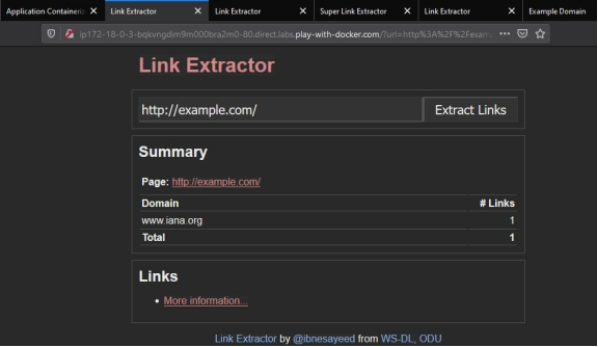 Application Containeri
Link Extractor
Link Extractor
Super Link Extractor
Link Extractor
Example Domain
ip172-18-0-3-bqkvngdim9m000bra2m0-80.direct.labs.play-with-docker.com/?url=http%3A%2F%2Fexam
Link Extractor
http://example.com/ Extract Links
Summary
Page: http://example.com/
Domain # Links
www.iana.org 1
Total 1
Links
• More information...
Link Extractor by @ibnesayeed from WS-DL, ODU